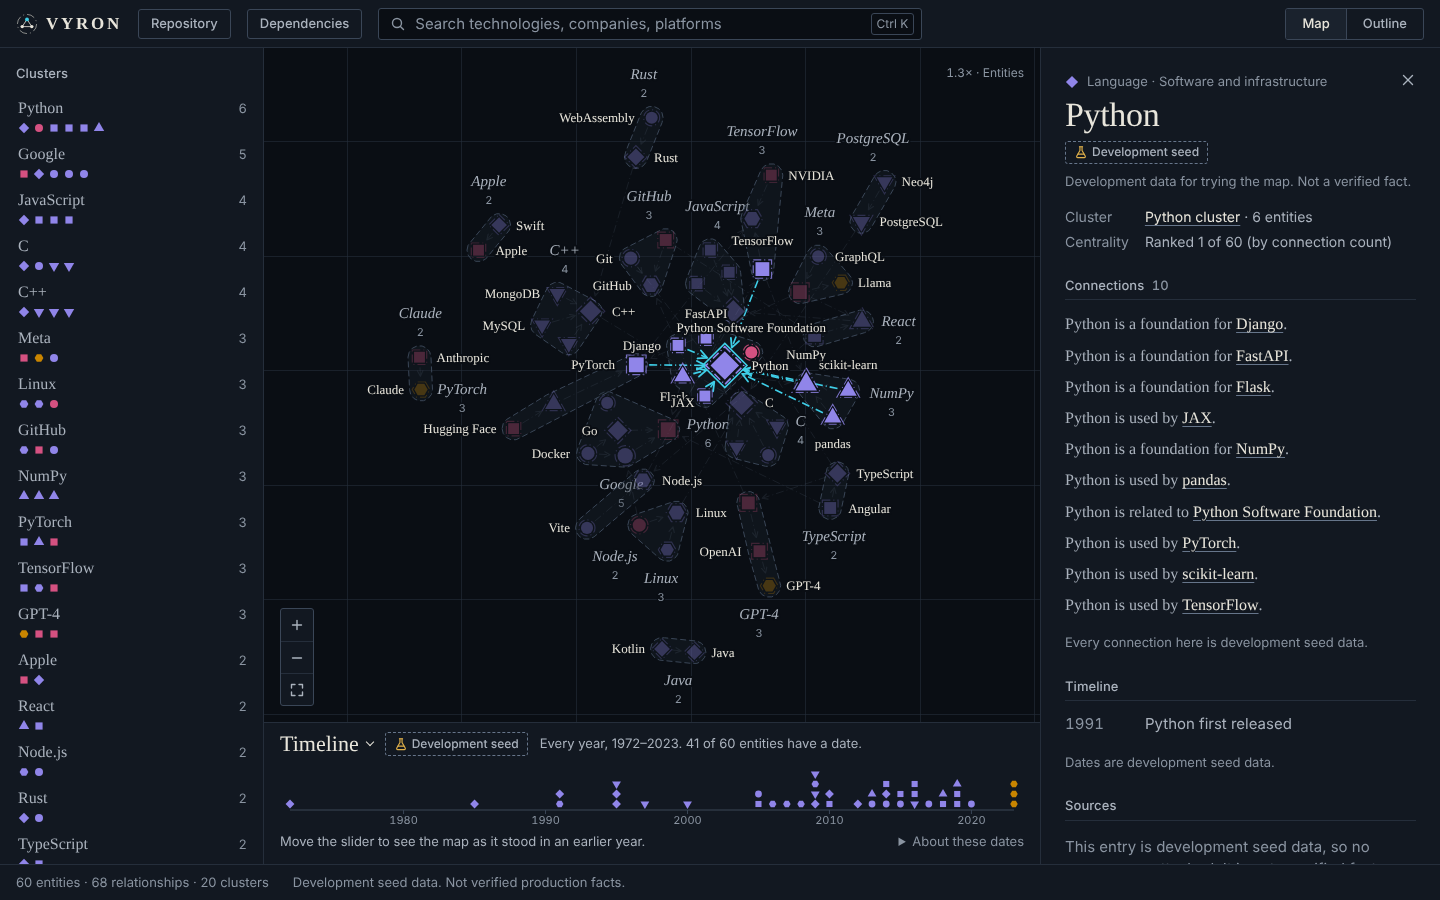 VYRON
Repository
Dependencies
Search technologies, companies, platforms
Ctrl K
Map
Outline
Clusters
Python 6
Google 5
JavaScript 4
C 4
C++ 4
Meta 3
Linux 3
GitHub 3
NumPy 3
PyTorch 3
TensorFlow 3
GPT-4 3
Apple 2
React 2
Node.js 2
Rust 2
TypeScript 2
1.3× · Entities
Rust
2
WebAssembly
Rust
TensorFlow
3
PostgreSQL
2
NVIDIA
Neo4j
Apple
2
GitHub
3
JavaScript
4
Meta
3
PostgreSQL
Swift
Apple
C++
4
Git
TensorFlow
GraphQL
GitHub
Llama
MongoDB
C++
FastAPI
Claude
2
MySQL
Python Software Foundation
React
2
Django
NumPy
Anthropic
PyTorch
Python
scikit-learn
Claude
PyTorch
3
Flask
JAX
C
NumPy
3
Hugging Face
Go
Python
6
C
4
pandas
Docker
Google
5
Node.js
TypeScript
Linux
Angular
Vite
Node.js
2
OpenAI
TypeScript
2
Linux
3
GPT-4
GPT-4
3
Kotlin
Java
Java
2
Timeline
Development seed
Every year, 1972–2023. 41 of 60 entities have a date.
1980
1990
2000
2010
2020
Move the slider to see the map as it stood in an earlier year.
About these dates
Language · Software and infrastructure
Python
Development seed
Development data for trying the map. Not a verified fact.
Cluster Python cluster · 6 entities
Centrality Ranked 1 of 60 (by connection count)
Connections 10
Python is a foundation for Django.
Python is a foundation for FastAPI.
Python is a foundation for Flask.
Python is used by JAX.
Python is a foundation for NumPy.
Python is used by pandas.
Python is related to Python Software Foundation.
Python is used by PyTorch.
Python is used by scikit-learn.
Python is used by TensorFlow.
Every connection here is development seed data.
Timeline
1991 Python first released
Dates are development seed data.
Sources
This entry is development seed data, so no
60 entities · 68 relationships · 20 clusters
Development seed data. Not verified production facts.